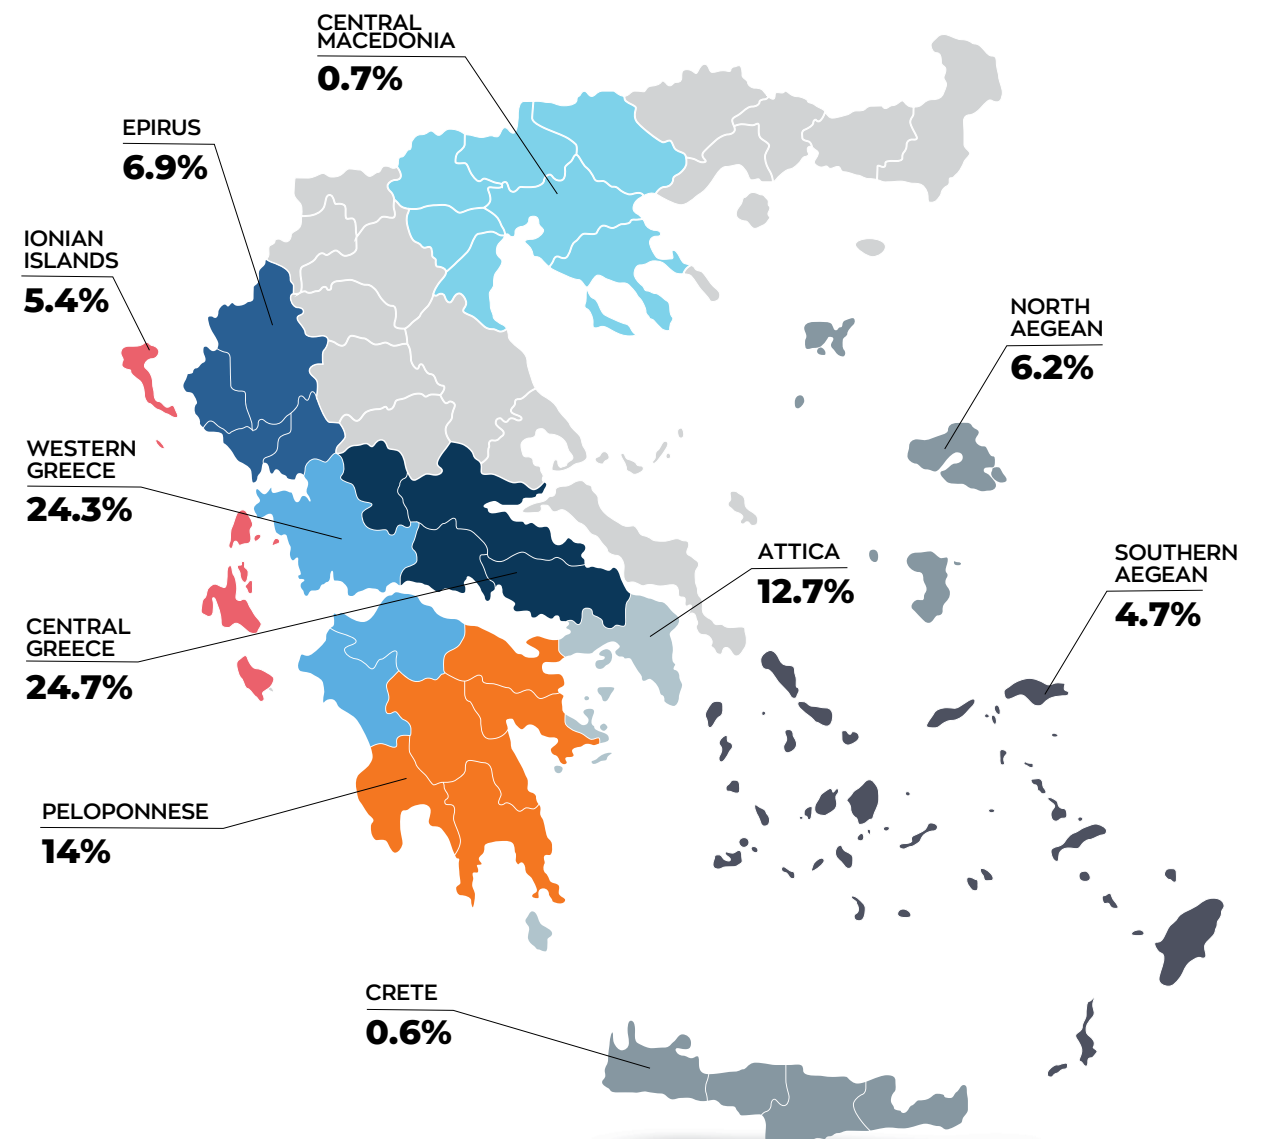 CENTRAL
MACEDONIA
0.7%
EPIRUS
6.9%
IONIAN
ISLANDS
5.4%
NORTH
AEGEAN
6.2%
WESTERN
GREECE
24.3%
ATTICA
12.7%
SOUTHERN
AEGEAN
4.7%
CENTRAL
GREECE
24.7%
PELOPONNESE
14%
CRETE
0.6%